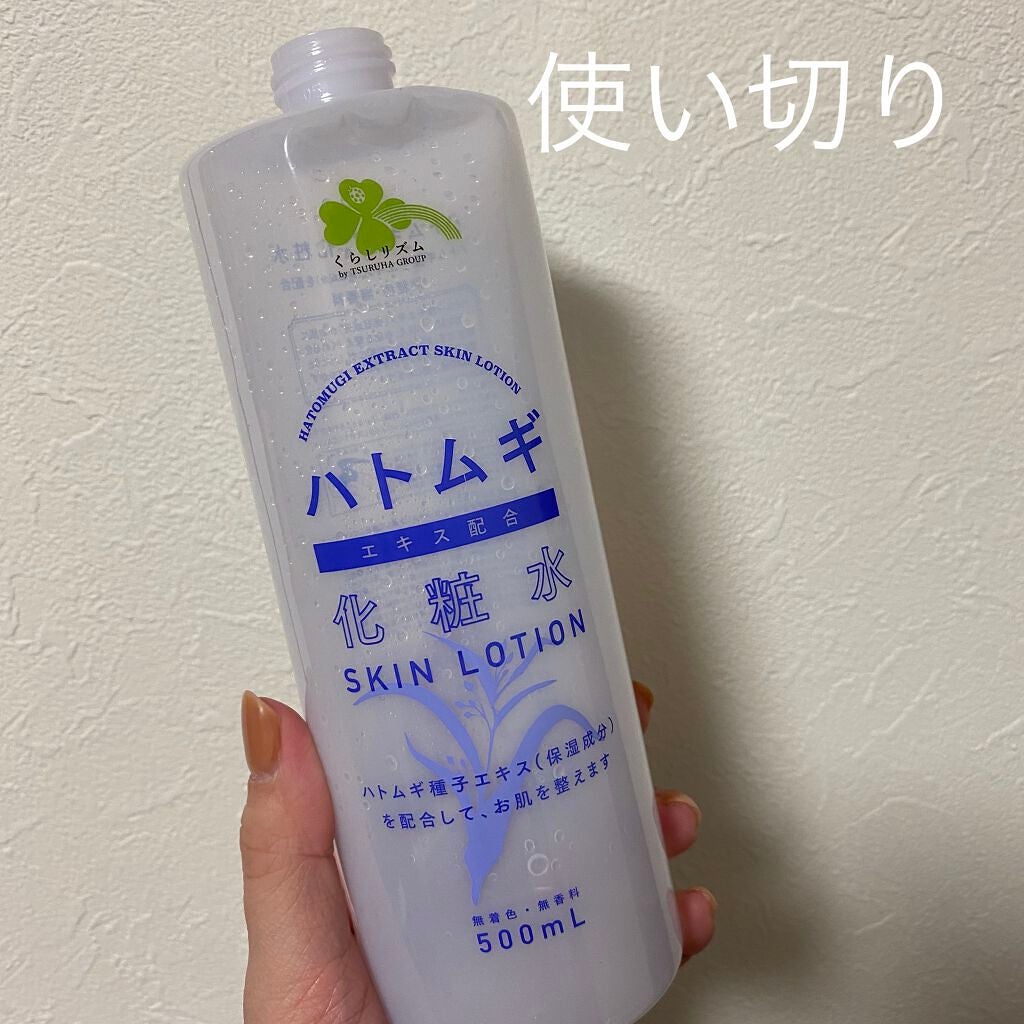 使い切り
くらしリズム
by TSURUHA GROUP
HATOMUGI EXTRACT SKIN LOTION
ハトムギ
エキス配合
化粧水
SKIN LOTION
ハトムギ種子エキス(保湿成分)
を配合して、お肌を整えます
無着色・無香料
500mL